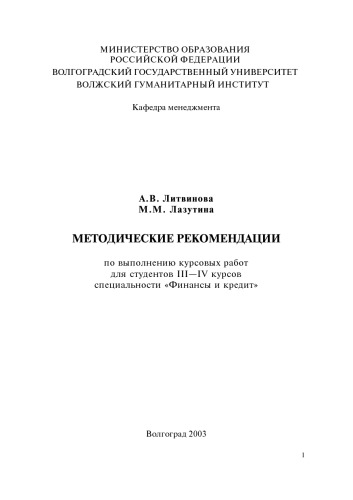 МИНИСТЕРСТВО ОБРАЗОВАНИЯ
РОССИЙСКОЙ ФЕДЕРАЦИИ
ВОЛГОГРАДСКИЙ ГОСУДАРСТВЕННЫЙ УНИВЕРСИТЕТ
ВОЛЖСКИЙ ГУМАНИТАРНЫЙ ИНСТИТУТ
Кафедра менеджмента
А.В. Литвинова
М.М. Лазутина
МЕТОДИЧЕСКИЕ РЕКОМЕНДАЦИИ
по выполнению курсовых работ
для студентов III—IV курсов
специальности «Финансы и кредит»
Волгоград 2003
1